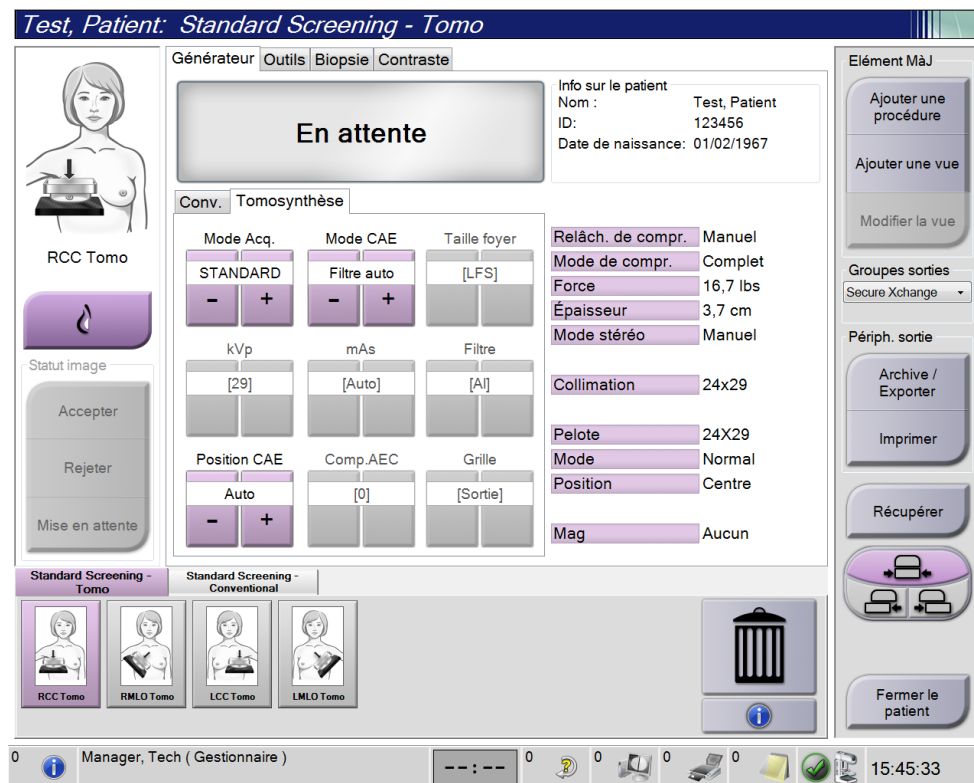 Test, Patient: Standard Screening - Tomo
RCC Tomo
Statut image
Accepter
Rejeter
Mise en attente
Générateur Outils Biopsie Contraste
En attente
Info sur le patient
Nom : Test, Patient
ID: 123456
Date de naissance: 01/02/1967
Conv. Tomosynthèse
Mode Acq. Mode CAE Taille foyer
STANDARD Filtre auto [LFS]
- + - +
kVp mAs Filtre
[29] [Auto] [Al]
Position CAE Comp.AEC Grille
Auto [0] [Sortie]
- +
Relâch. de compr. Manuel
Mode de compr. Complet
Force 16,7 lbs
Épaisseur 3,7 cm
Mode stéréo Manuel
Collimation 24x29
Pelote 24X29
Mode Normal
Position Centre
Mag Aucun
Elément MàJ
Ajouter une
procédure
Ajouter une vue
Modifier la vue
Groupes sorties
Secure Xchange
Périph. sortie
Archive /
Exporter
Imprimer
Récupérer
Fermer le
patient
Standard Screening -
Tomo
Standard Screening -
Conventional
RCC Tomo RMLO Tomo LCC Tomo LMLO Tomo
0 Manager, Tech ( Gestionnaire ) --:-- 0 0 0 0 15:45:33